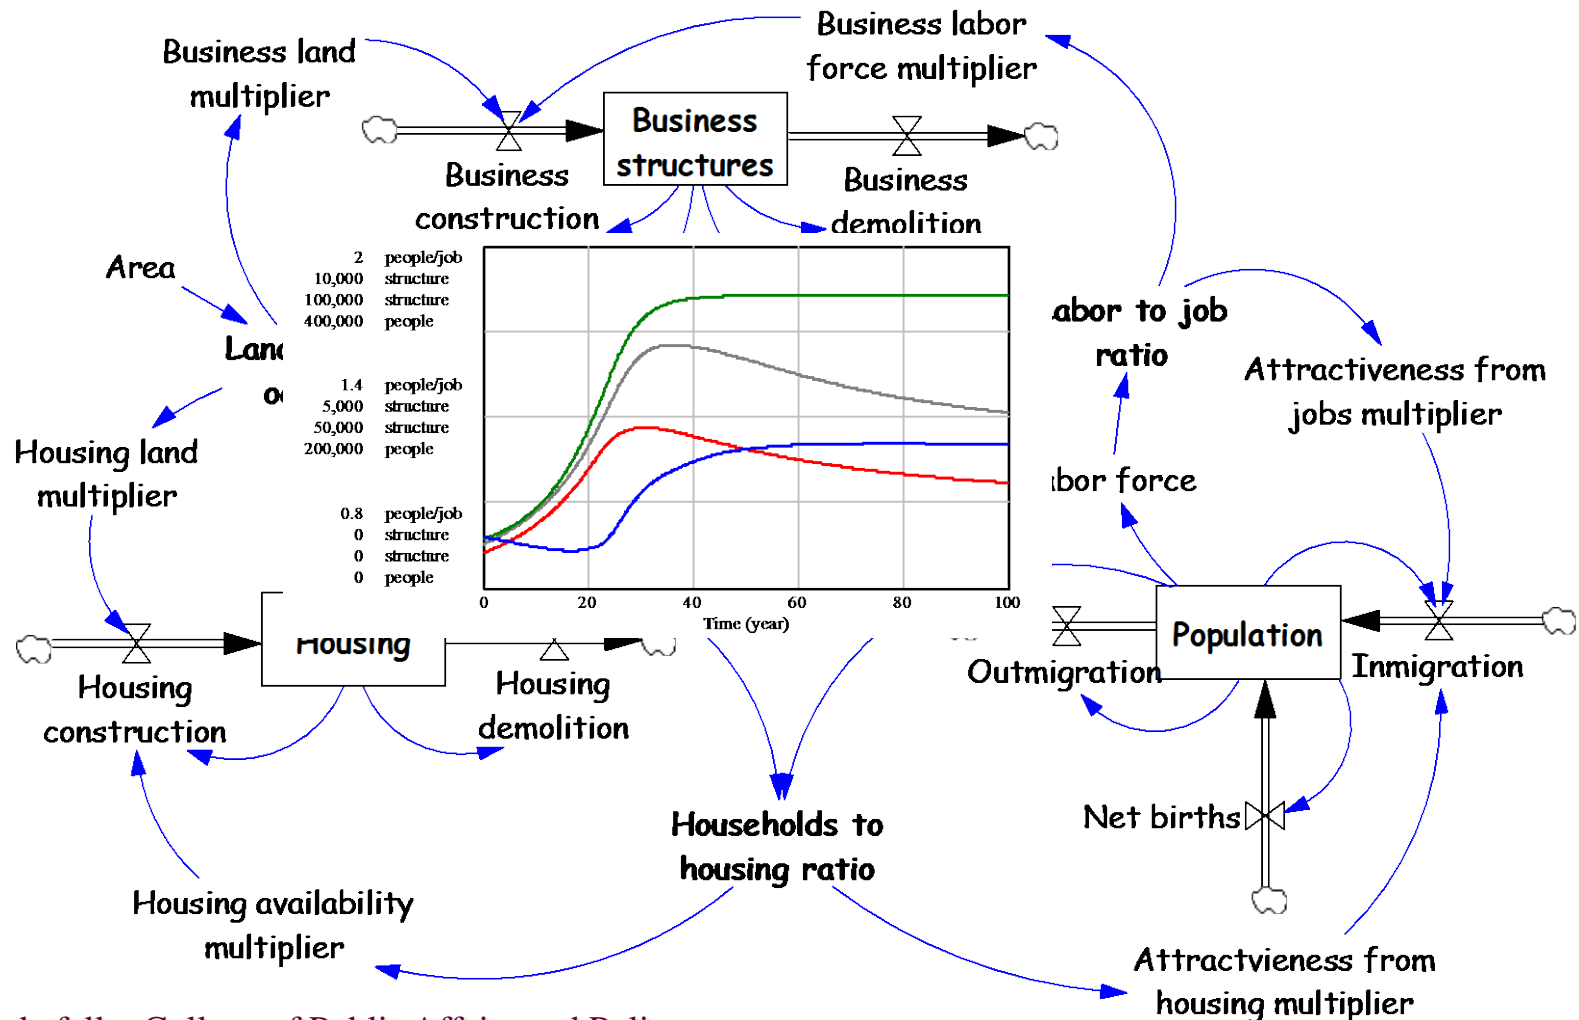 Business land
multiplier
Business labor
force multiplier
Business
structures
Business
construction
Business
demolition
Area
2 people/job
10,000 structure
100,000 structure
400,000 people
1.4 people/job
5,000 structure
50,000 structure
200,000 people
0.8 people/job
0 structure
0 structure
0 people
0 20 40 60 80 100
Time (year)
to job
ratio
Attractiveness from
jobs multiplier
force
Housing land
multiplier
Housing
Housing
construction
Housing
demolition
Population
Outmigration
Inmigration
Net births
Households to
housing ratio
Housing availability
multiplier
Attractvieness from
housing multiplier